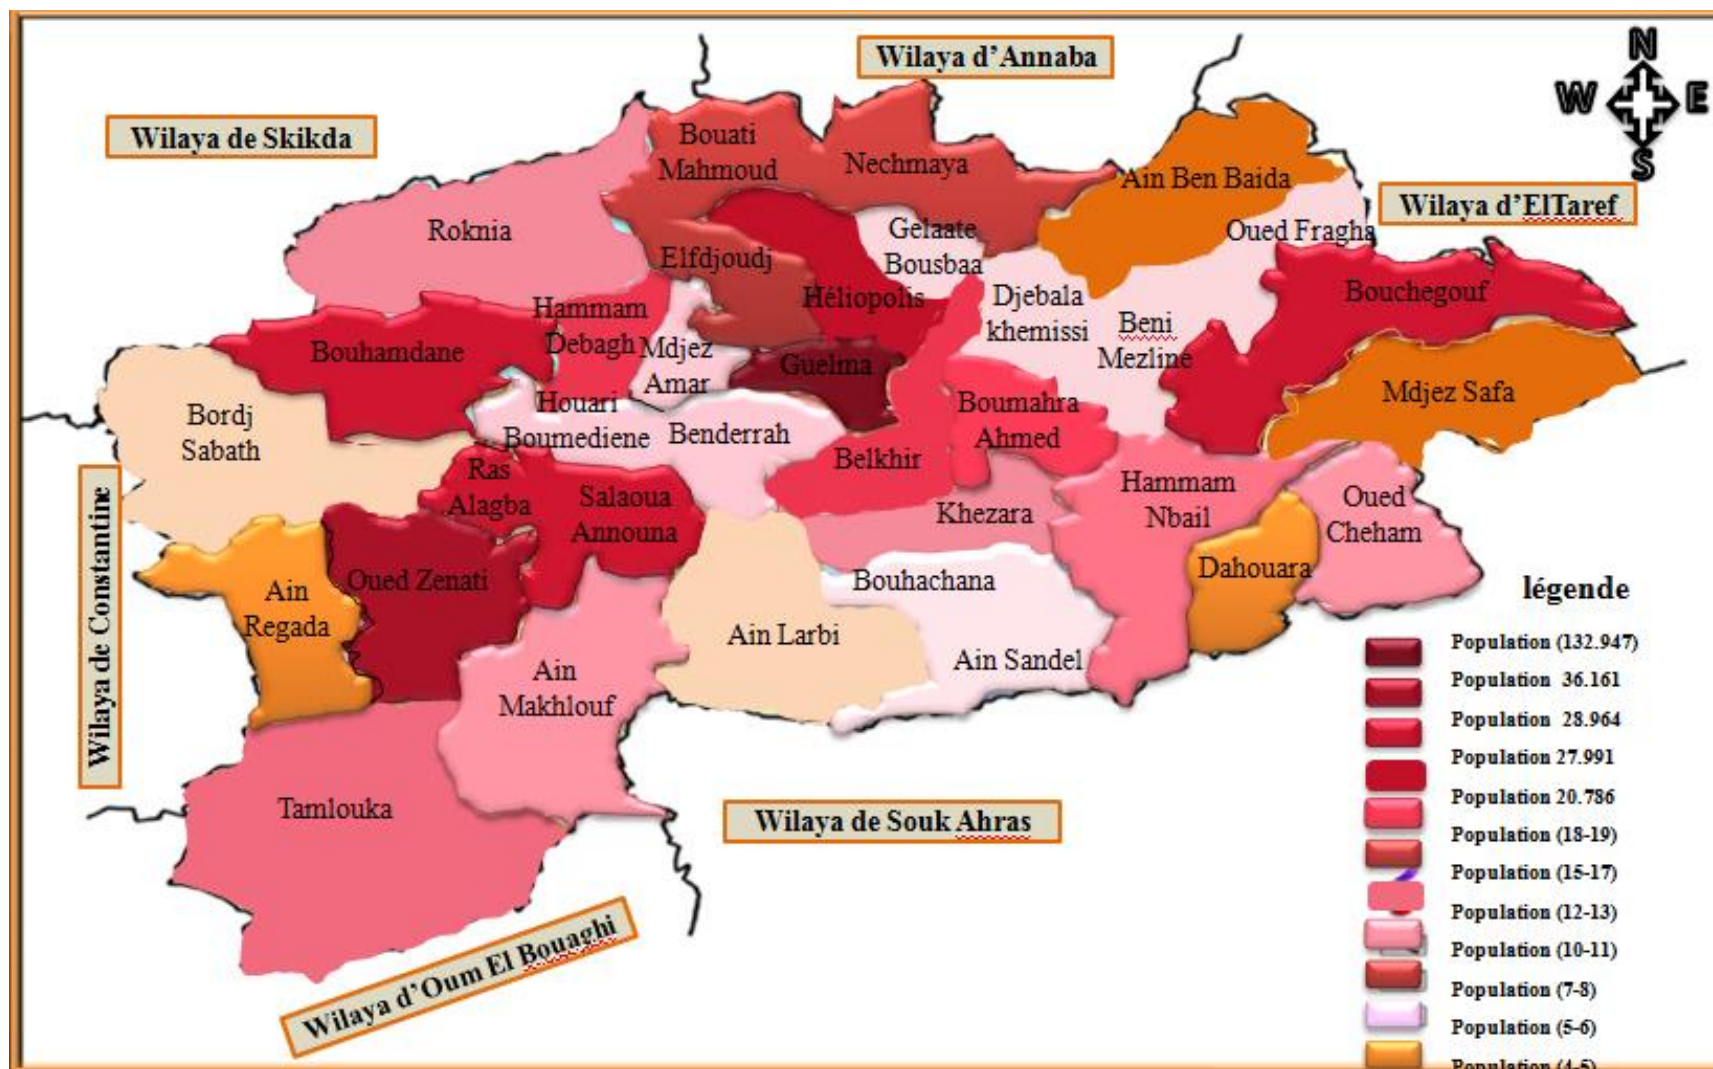 Wilaya d'Annaba
N
W E
S
Wilaya de Skikda
Bouati
Mahmoud
Nechmaya
Ain Ben Baida
Wilaya d'ElTaref
Roknia
Gelaate
Bousbaa
Oued Fragha
Elfdjoudj
Héliopolis
Djebala
khemissi
Bouchegouf
Hammam
Debagh
Beni
Mezline
Bouhamdane
Mdjez
Amar
Guelma
Mdjez Safa
Bordj
Sabath
Houari
Boumediene
Benderrah
Boumahra
Ahmed
Belkhir
Ras
Alagba
Salaoua
Announa
Hammam
Nbail
Oued
Cheham
Khezara
Wilaya de Constantine
Oued Zenati
Bouhachana
Dahouara
Ain
Regada
Ain Larbi
Ain Sandel
Ain
Makhlouf
Tamlouka
Wilaya de Souk Ahras
Wilaya d'Oum El Bouaghi
légende
Population (132.947)
Population 36.161
Population 28.964
Population 27.991
Population 20.786
Population (18-19)
Population (15-17)
Population (12-13)
Population (10-11)
Population (7-8)
Population (5-6)
Population (4-5)